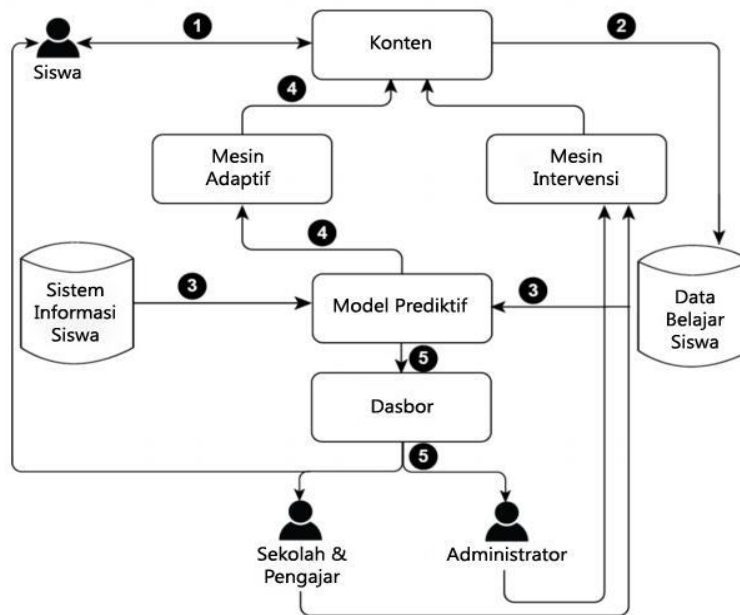 1
Konten
2
Siswa
4
Mesin
Adaptif
Mesin
Intervensi
4
Sistem
Informasi
Siswa
3
Model Prediktif
3
Data
Belajar
Siswa
5
Dasbor
5
Sekolah &
Pengajar
Administrator